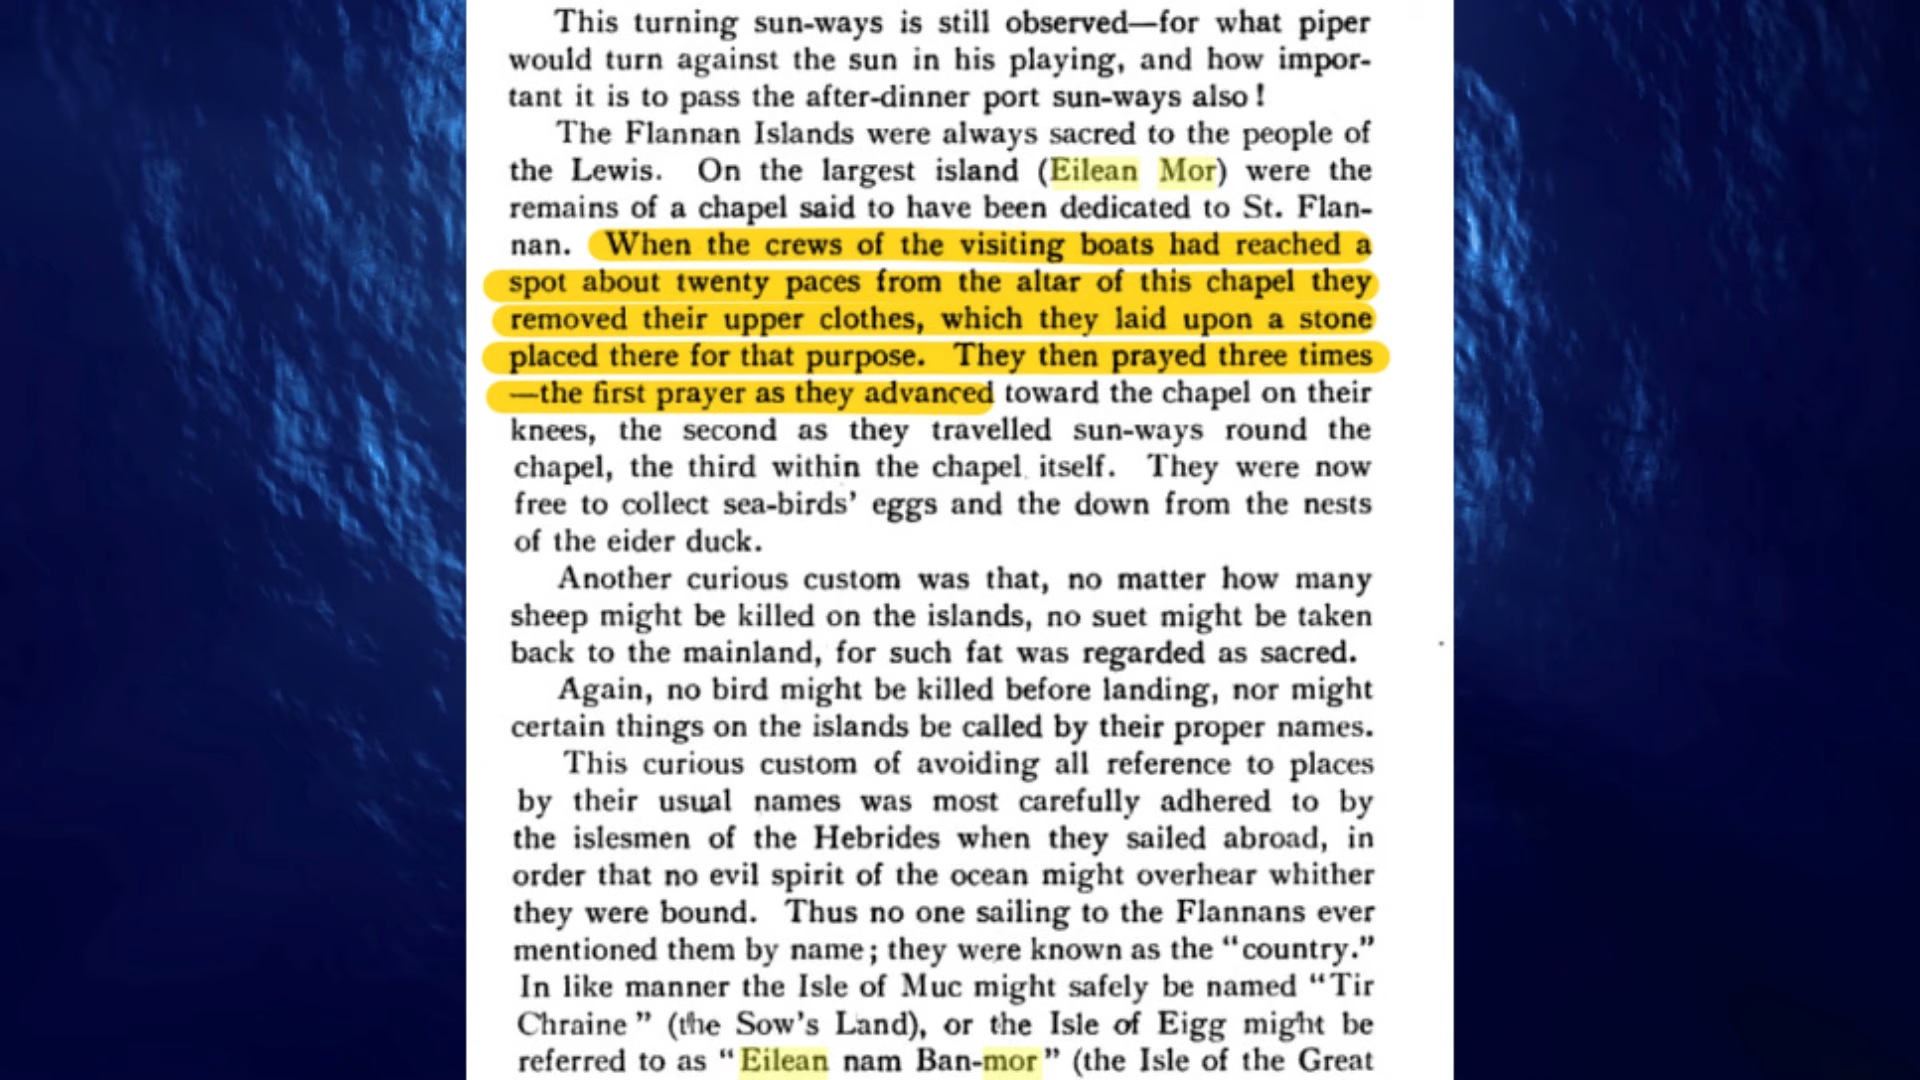 This turning sun-ways is still observed—for what piper
would turn against the sun in his playing, and how impor-
tant it is to pass the after-dinner port sun-ways also!
The Flannan Islands were always sacred to the people of
the Lewis. On the largest island (Eilean Mor) were the
remains of a chapel said to have been dedicated to St. Flan-
nan. When the crews of the visiting boats had reached a
spot about twenty paces from the altar of this chapel they
removed their upper clothes, which they laid upon a stone
placed there for that purpose. They then prayed three times
—the first prayer as they advanced toward the chapel on their
knees, the second as they travelled sun-ways round the
chapel, the third within the chapel itself. They were now
free to collect sea-birds' eggs and the down from the nests
of the eider duck.
Another curious custom was that, no matter how many
sheep might be killed on the islands, no suet might be taken
back to the mainland, for such fat was regarded as sacred.
Again, no bird might be killed before landing, nor might
certain things on the islands be called by their proper names.
This curious custom of avoiding all reference to places
by their usual names was most carefully adhered to by
the islesmen of the Hebrides when they sailed abroad, in
order that no evil spirit of the ocean might overhear whither
they were bound. Thus no one sailing to the Flannans ever
mentioned them by name; they were known as the "country."
In like manner the Isle of Muc might safely be named "Tir
Chraine" (the Sow's Land), or the Isle of Eigg might be
referred to as "Eilean nam Ban-mor" (the Isle of the Great